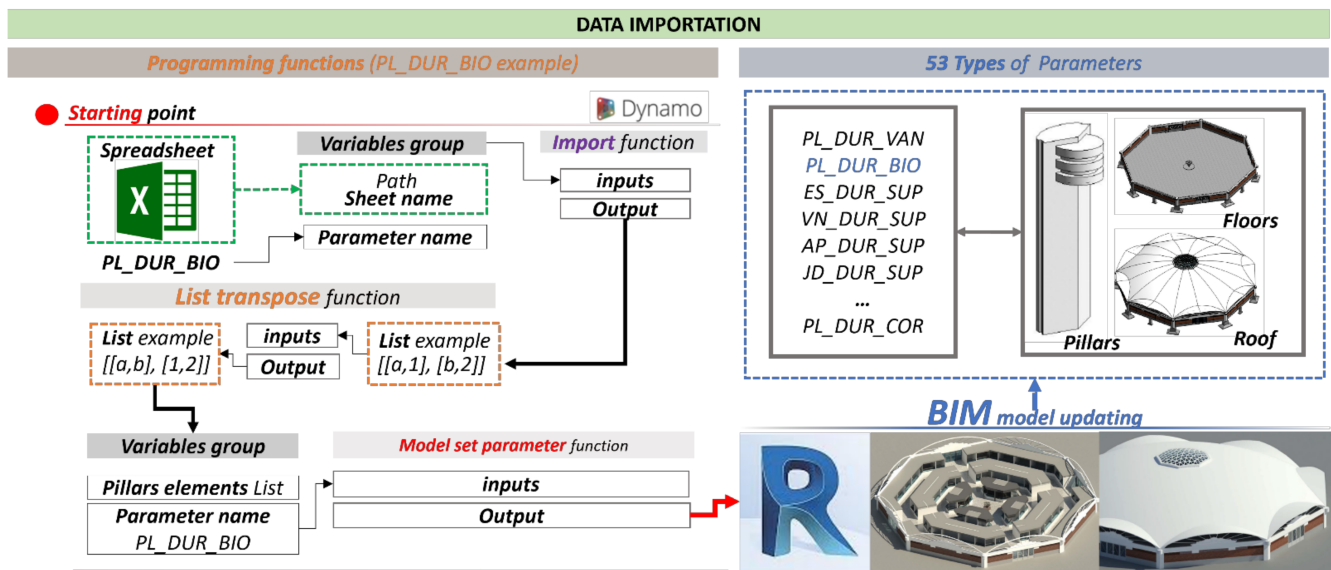 DATA IMPORTATION
Programming functions (PL_DUR_BIO example)
Starting point
Dynamo
Spreadsheet
X
Variables group
Path
Sheet name
Parameter name
PL_DUR_BIO
Import function
inputs
Output
List transpose function
List example
[[a,b], [1,2]]
inputs
Output
List example
[[a,1], [b,2]]
Variables group
Pillars elements List
Parameter name
PL_DUR_BIO
Model set parameter function
inputs
Output
53 Types of Parameters
PL_DUR_VAN
PL_DUR_BIO
ES_DUR_SUP
VN_DUR_SUP
AP_DUR_SUP
JD_DUR_SUP
...
PL_DUR_COR
Pillars
Floors
Roof
BIM model updating
R